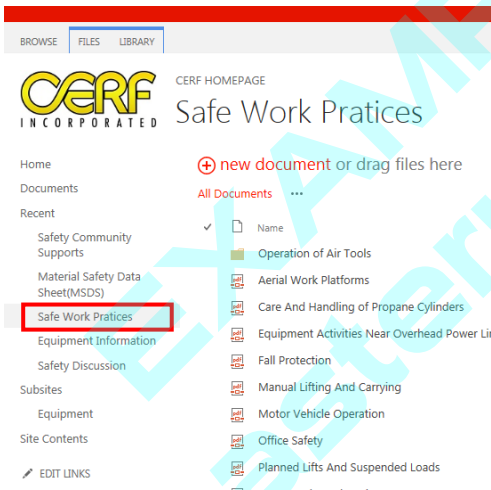 BROWSE FILES LIBRARY
CERF
INCORPORATED
CERF HOMEPAGE
Safe Work Pratices
Home
Documents
Recent
Safety Community
Supports
Material Safety Data
Sheet(MSDS)
Safe Work Pratices
Equipment Information
Safety Discussion
Subsites
Equipment
Site Contents
EDIT LINKS
new document or drag files here
All Documents ...
Name
Operation of Air Tools
Aerial Work Platforms
Care And Handling of Propane Cylinders
Equipment Activities Near Overhead Power
Fall Protection
Manual Lifting And Carrying
Motor Vehicle Operation
Office Safety
Planned Lifts And Suspended Loads